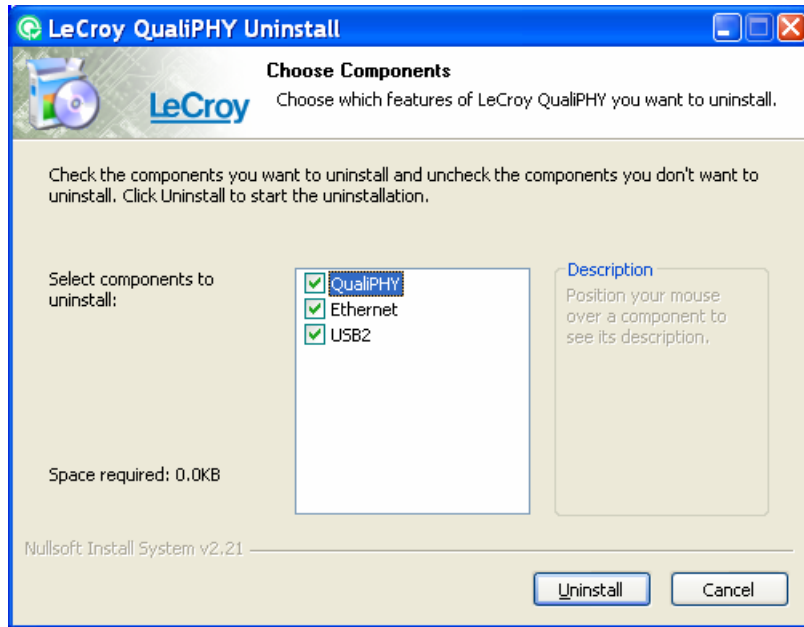 LeCroy QualiPHY Uninstall
LeCroy
Choose Components
Choose which features of LeCroy QualiPHY you want to uninstall.
Check the components you want to uninstall and uncheck the components you don't want to
uninstall. Click Uninstall to start the uninstallation.
Select components to
uninstall:
QualiPHY
Ethernet
USB2
Description
Position your mouse
over a component to
see its description.
Space required: 0.0KB
Nullsoft Install System v2.21
Uninstall
Cancel